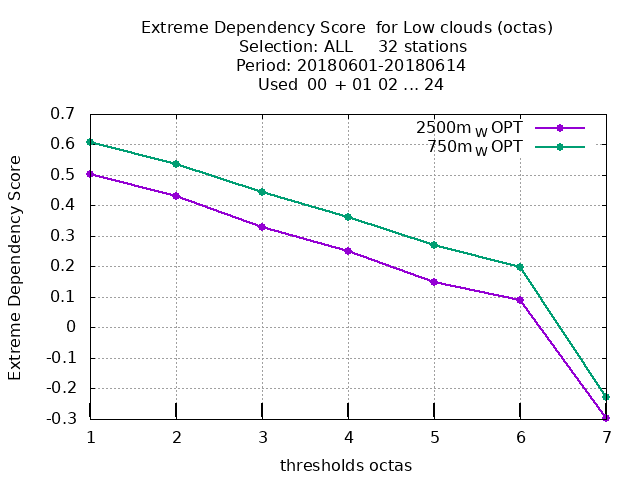 Extreme Dependency Score  for Low clouds (octas)
Selection: ALL     32 stations
Period: 20180601-20180614
Used  00  + 01 02 ... 24
2500m W OPT
750m W OPT
Extreme Dependency Score
0.7
0.6
0.5
0.4
0.3
0.2
0.1
0
-0.1
-0.2
-0.3
1 2 3 4 5 6 7
thresholds octas